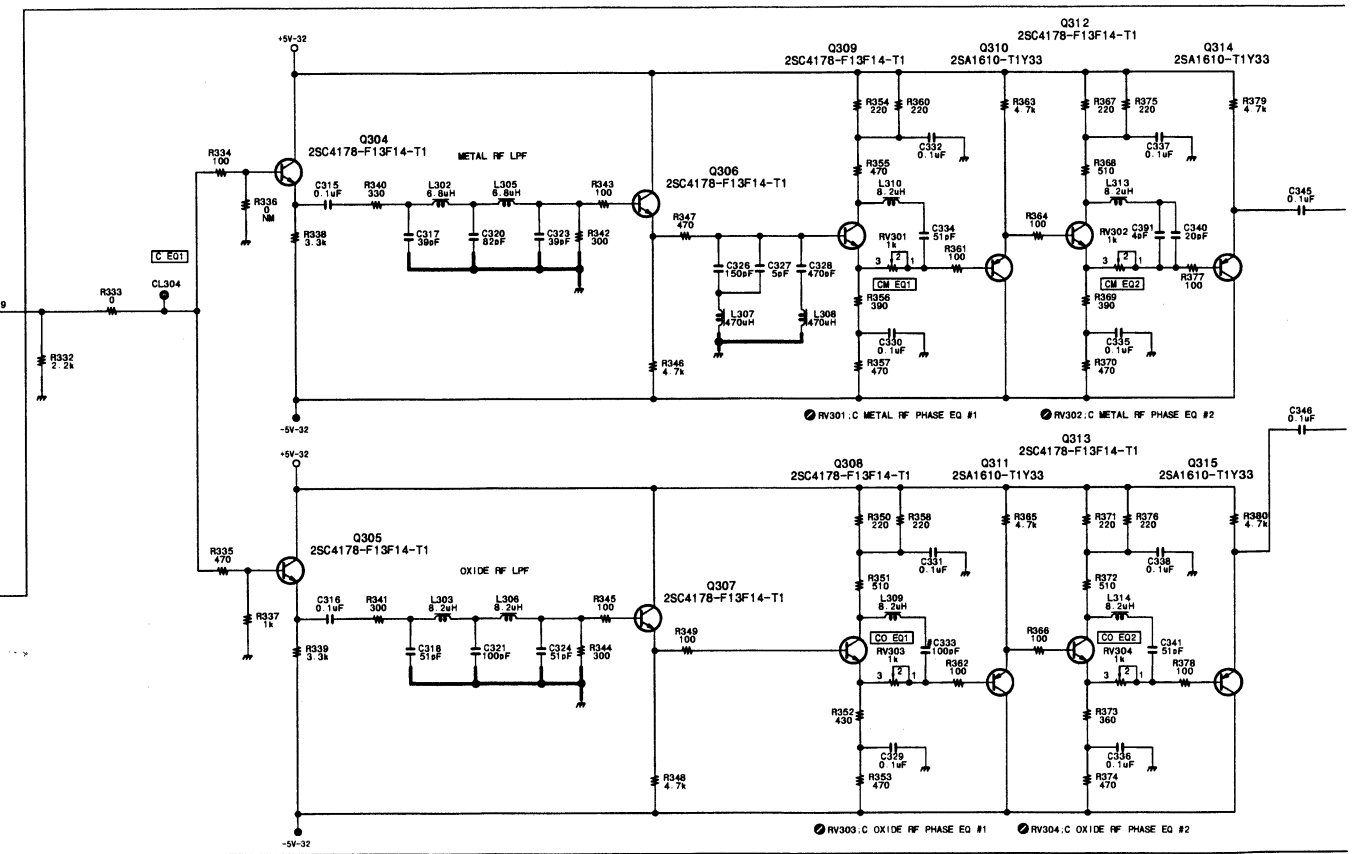 Q312
2SC4178-F13F14-T1
+5V-32
Q309
2SC4178-F13F14-T1
Q310
2SA1610-T1Y33
Q314
2SA1610-T1Y33
R354
220
R360
220
R363
4.7k
R367
220
R375
220
R379
4.7k
Q304
2SC4178-F13F14-T1
METAL RF LPF
C332
0.1uF
C337
0.1uF
R334
100
R355
470
R368
510
Q306
2SC4178-F13F14-T1
C315
0.1uF
R340
330
L302
6.8uH
L305
6.8uH
R343
100
L310
8.2uH
L313
8.2uH
C345
0.1uF
R336
0
NM
R347
470
R364
100
R338
3.3k
C317
39pF
C320
82pF
C323
39pF
R342
300
RV301
1k
C334
51pF
RV302
1k
C391
4pF
C340
20pF
C EQ1
C326
150pF
C327
5pF
C328
470pF
3
2
1
R361
100
3
2
1
R377
100
CL304
CM EQ1
CM EQ2
R333
0
9
R356
390
R369
390
L307
470uH
L308
470uH
R332
2.2k
C330
0.1uF
C335
0.1uF
R346
4.7k
R357
470
R370
470
RV301;C METAL RF PHASE EQ #1
RV302;C METAL RF PHASE EQ #2
C346
0.1uF
-5V-32
+5V-32
Q313
2SC4178-F13F14-T1
Q308
2SC4178-F13F14-T1
Q311
2SA1610-T1Y33
Q315
2SA1610-T1Y33
R350
220
R358
220
R365
4.7k
R371
220
R376
220
R380
4.7k
Q305
2SC4178-F13F14-T1
R335
470
OXIDE RF LPF
C331
0.1uF
C338
0.1uF
R351
510
R372
510
Q307
2SC4178-F13F14-T1
C316
0.1uF
R341
300
L303
8.2uH
L306
8.2uH
R345
100
L309
8.2uH
L314
8.2uH
R337
1k
R349
100
CO EQ1
C333
100pF
R366
100
CO EQ2
C341
51pF
R339
3.3k
C318
51pF
C321
100pF
C324
51pF
R344
300
RV303
1k
RV304
1k
3
2
1
R362
100
3
2
1
R378
100
R352
430
R373
360
C329
0.1uF
C336
0.1uF
R348
4.7k
R353
470
R374
470
RV303;C OXIDE RF PHASE EQ #1
RV304;C OXIDE RF PHASE EQ #2
-5V-32